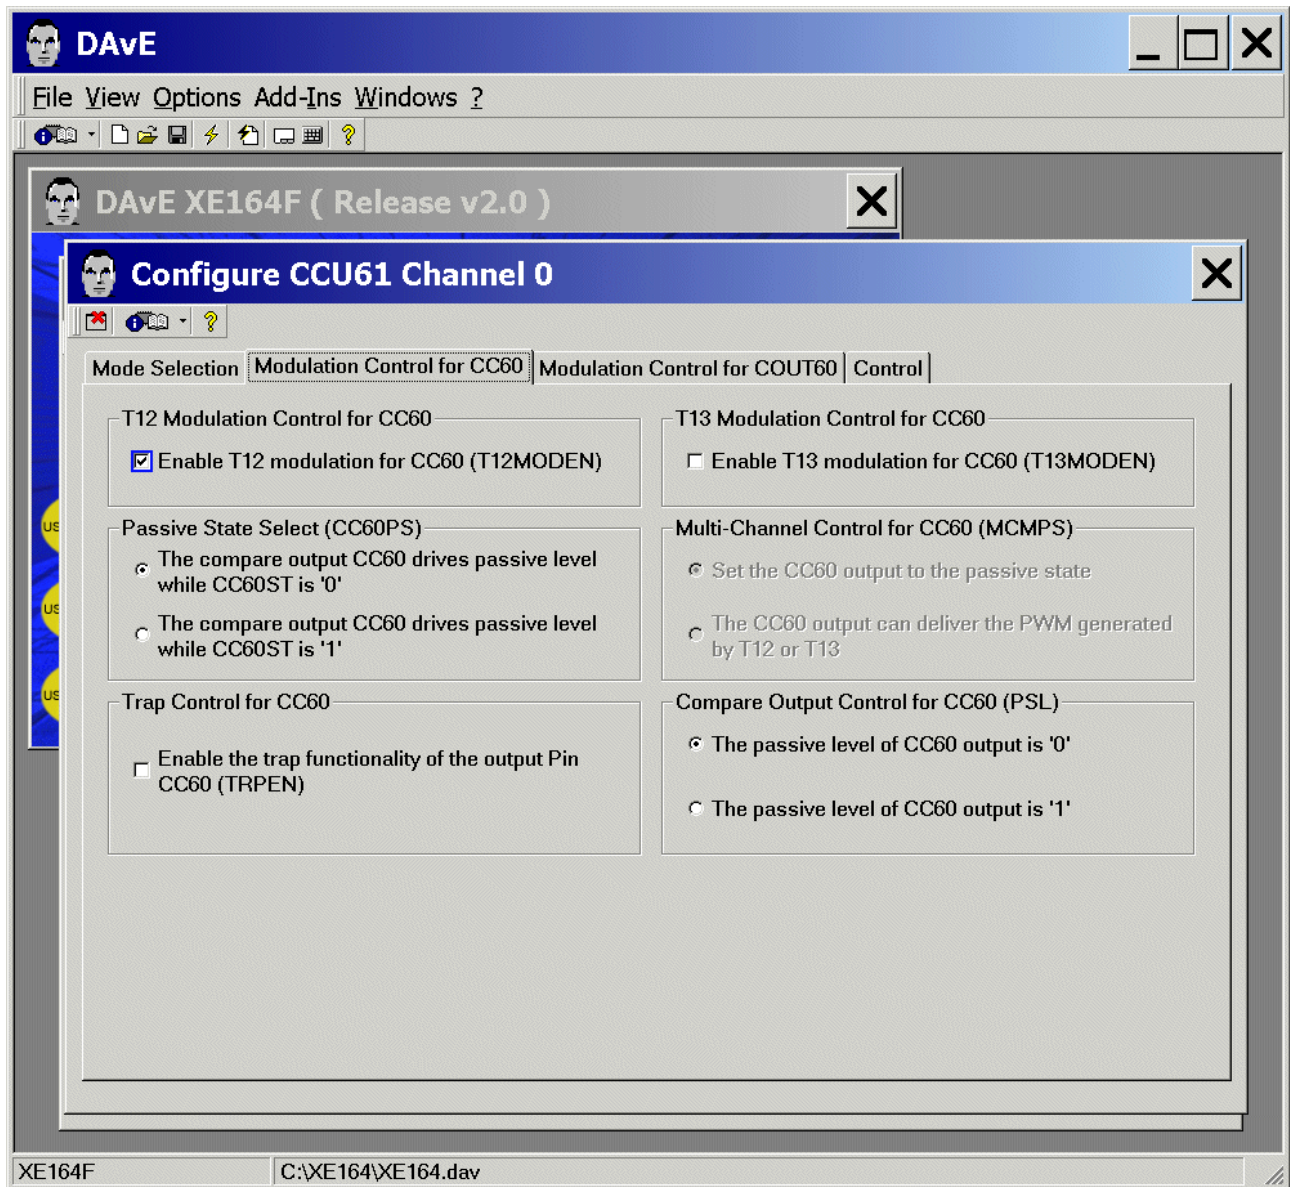 DAvE
File View Options Add-Ins Windows ?
DAvE XE164F ( Release v2.0 )
Configure CCU61 Channel 0
Mode Selection Modulation Control for CC60 Modulation Control for COUT60 Control
T12 Modulation Control for CC60
Enable T12 modulation for CC60 (T12MODEN)
T13 Modulation Control for CC60
Enable T13 modulation for CC60 (T13MODEN)
Passive State Select (CC60PS)
The compare output CC60 drives passive level
while CC60ST is '0'
The compare output CC60 drives passive level
while CC60ST is '1'
Multi-Channel Control for CC60 (MCMPS)
Set the CC60 output to the passive state
The CC60 output can deliver the PWM generated
by T12 or T13
Trap Control for CC60
Enable the trap functionality of the output Pin
CC60 (TRPEN)
Compare Output Control for CC60 (PSL)
The passive level of CC60 output is '0'
The passive level of CC60 output is '1'
US
US
US
XE164F C:\XE164\XE164.dav